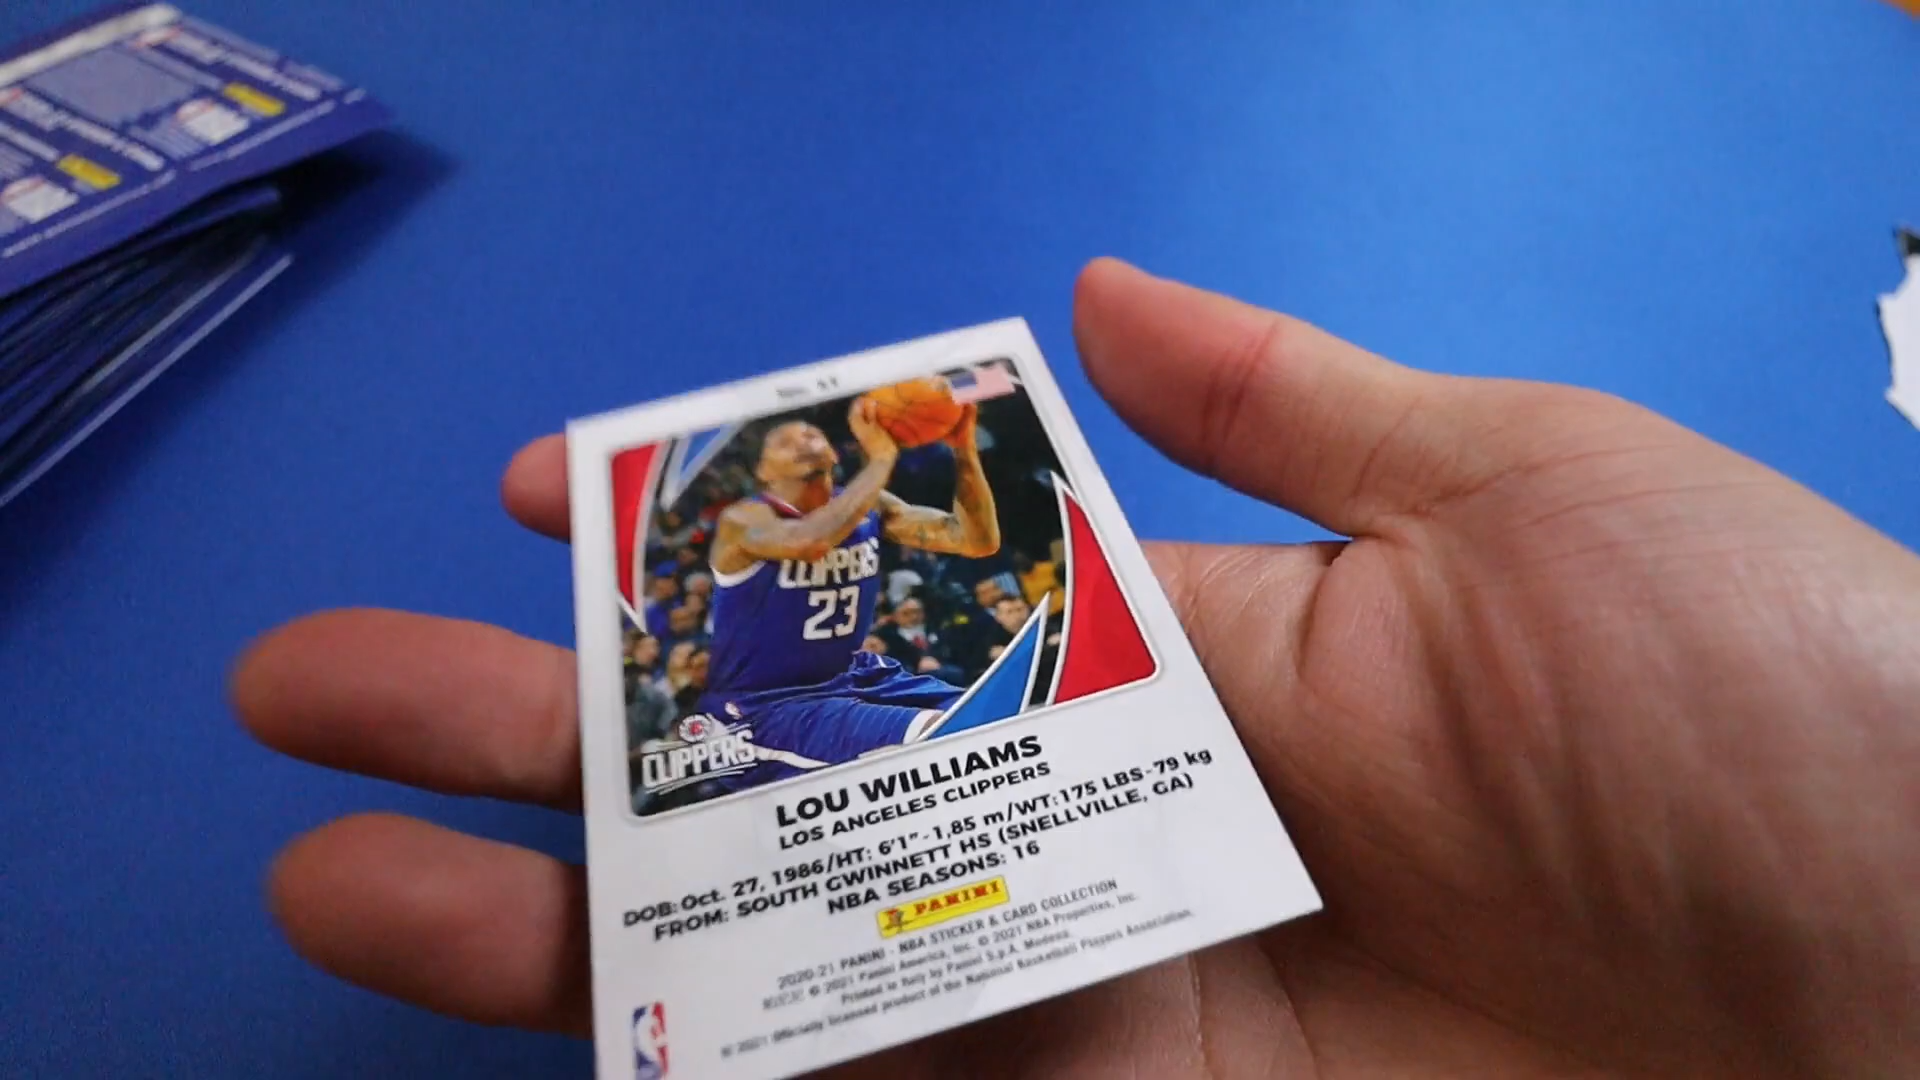 CLIPPERS
23
CLIPPERS
LOU WILLIAMS
LOS ANGELES CLIPPERS
DOB: Oct. 27, 1986/HT: 6'1"-1,85 m/WT:175 LBS-79 kg
FROM: SOUTH GWINNETT HS (SNELLVILLE, GA)
NBA SEASONS: 16
PANINI
2020-21 PANINI - NBA STICKER & CARD COLLECTION
© 2021 Panini America, Inc. © 2021 NBA Properties, Inc.
Printed in Italy by Panini S.p.A. Modena.
© 2021 Officially licensed product of the National Basketball Players Association.